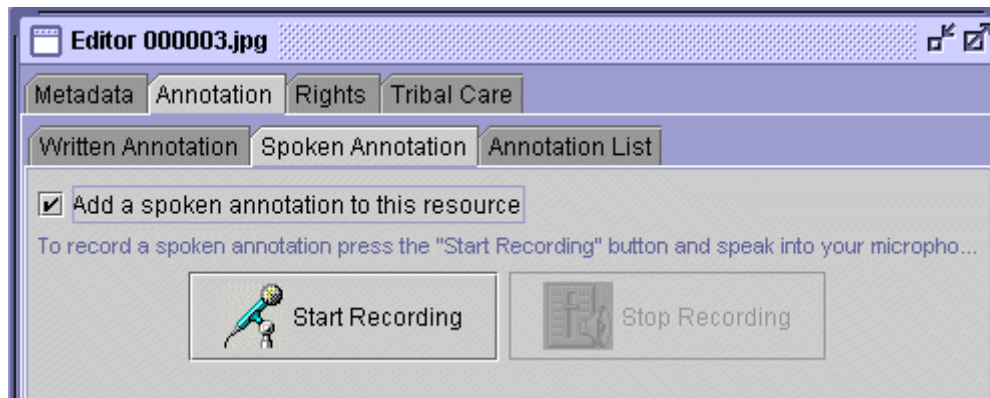 Editor 000003.jpg
Metadata Annotation Rights Tribal Care
Written Annotation Spoken Annotation Annotation List
Add a spoken annotation to this resource
To record a spoken annotation press the "Start Recording" button and speak into your micropho...
Start Recording Stop Recording